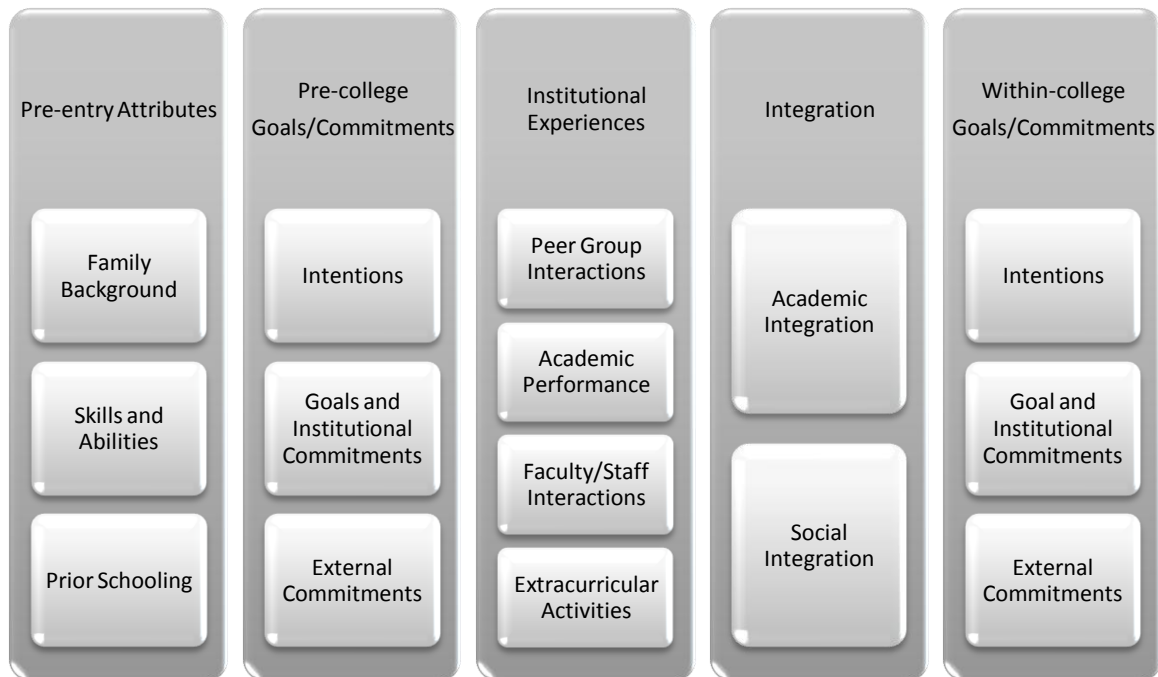 Pre-entry Attributes
Family
Background
Skills and
Abilities
Prior Schooling
Pre-college
Goals/Commitments
Intentions
Goals and
Institutional
Commitments
External
Commitments
Institutional
Experiences
Peer Group
Interactions
Academic
Performance
Faculty/Staff
Interactions
Extracurricular
Activities
Integration
Academic
Integration
Social
Integration
Within-college
Goals/Commitments
Intentions
Goal and
Institutional
Commitments
External
Commitments